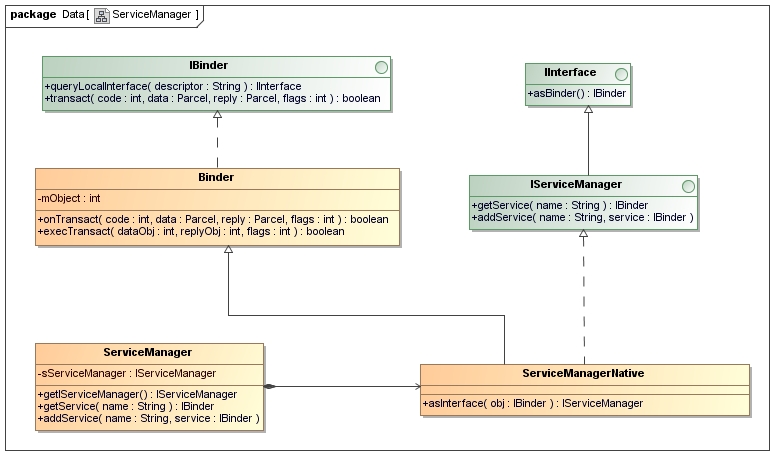 package Data [ ServiceManager ]
IBinder
+queryLocalInterface( descriptor : String ) : IInterface
+transact( code : int, data : Parcel, reply : Parcel, flags : int ) : boolean
IInterface
+asBinder() : IBinder
Binder
-mObject : int
+onTransact( code : int, data : Parcel, reply : Parcel, flags : int ) : boolean
+execTransact( dataObj : int, replyObj : int, flags : int ) : boolean
IServiceManager
+getService( name : String ) : IBinder
+addService( name : String, service : IBinder )
ServiceManager
-sServiceManager : IServiceManager
+getIServiceManager() : IServiceManager
+getService( name : String ) : IBinder
+addService( name : String, service : IBinder )
ServiceManagerNative
+asInterface( obj : IBinder ) : IServiceManager